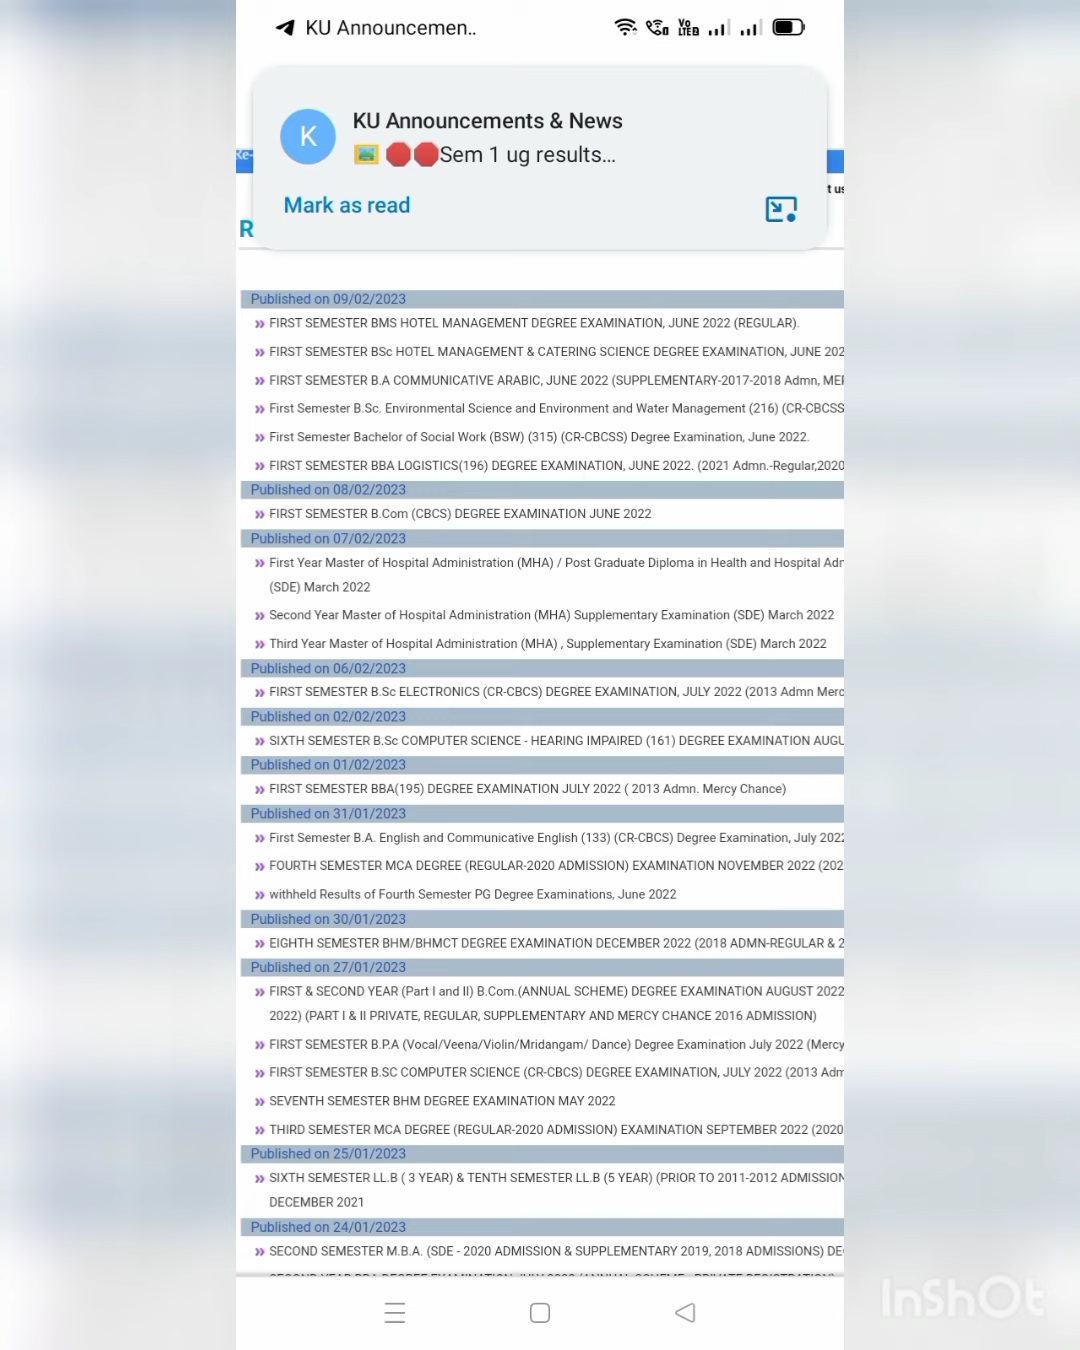 KU Announcemen..
Vo
LTE2
KU Announcements & News
Sem 1 ug results...
Mark as read
K
Re-
t us
R
Published on 09/02/2023
» FIRST SEMESTER BMS HOTEL MANAGEMENT DEGREE EXAMINATION, JUNE 2022 (REGULAR).
» FIRST SEMESTER BSc HOTEL MANAGEMENT & CATERING SCIENCE DEGREE EXAMINATION, JUNE 202
» FIRST SEMESTER B.A COMMUNICATIVE ARABIC, JUNE 2022 (SUPPLEMENTARY-2017-2018 Admn, MER
» First Semester B.Sc. Environmental Science and Environment and Water Management (216) (CR-CBCSS
» First Semester Bachelor of Social Work (BSW) (315) (CR-CBCSS) Degree Examination, June 2022.
» FIRST SEMESTER BBA LOGISTICS(196) DEGREE EXAMINATION, JUNE 2022. (2021 Admn.-Regular,2020
Published on 08/02/2023
» FIRST SEMESTER B.Com (CBCS) DEGREE EXAMINATION JUNE 2022
Published on 07/02/2023
» First Year Master of Hospital Administration (MHA) / Post Graduate Diploma in Health and Hospital Adr
(SDE) March 2022
» Second Year Master of Hospital Administration (MHA) Supplementary Examination (SDE) March 2022
» Third Year Master of Hospital Administration (MHA) , Supplementary Examination (SDE) March 2022
Published on 06/02/2023
» FIRST SEMESTER B.Sc ELECTRONICS (CR-CBCS) DEGREE EXAMINATION, JULY 2022 (2013 Admn Merc
Published on 02/02/2023
» SIXTH SEMESTER B.Sc COMPUTER SCIENCE - HEARING IMPAIRED (161) DEGREE EXAMINATION AUGU
Published on 01/02/2023
» FIRST SEMESTER BBA(195) DEGREE EXAMINATION JULY 2022 ( 2013 Admn. Mercy Chance)
Published on 31/01/2023
» First Semester B.A. English and Communicative English (133) (CR-CBCS) Degree Examination, July 2022
» FOURTH SEMESTER MCA DEGREE (REGULAR-2020 ADMISSION) EXAMINATION NOVEMBER 2022 (202
» withheld Results of Fourth Semester PG Degree Examinations, June 2022
Published on 30/01/2023
» EIGHTH SEMESTER BHM/BHMCT DEGREE EXAMINATION DECEMBER 2022 (2018 ADMN-REGULAR & 2
Published on 27/01/2023
» FIRST & SECOND YEAR (Part I and II) B.Com.(ANNUAL SCHEME) DEGREE EXAMINATION AUGUST 2022
2022) (PART I & II PRIVATE, REGULAR, SUPPLEMENTARY AND MERCY CHANCE 2016 ADMISSION)
» FIRST SEMESTER B.P.A (Vocal/Veena/Violin/Mridangam/ Dance) Degree Examination July 2022 (Mercy
» FIRST SEMESTER B.SC COMPUTER SCIENCE (CR-CBCS) DEGREE EXAMINATION, JULY 2022 (2013 Adm
» SEVENTH SEMESTER BHM DEGREE EXAMINATION MAY 2022
» THIRD SEMESTER MCA DEGREE (REGULAR-2020 ADMISSION) EXAMINATION SEPTEMBER 2022 (2020
Published on 25/01/2023
» SIXTH SEMESTER LL.B ( 3 YEAR) & TENTH SEMESTER LL.B (5 YEAR) (PRIOR TO 2011-2012 ADMISSION
DECEMBER 2021
Published on 24/01/2023
» SECOND SEMESTER M.B.A. (SDE - 2020 ADMISSION & SUPPLEMENTARY 2019, 2018 ADMISSIONS) DE
InShOt